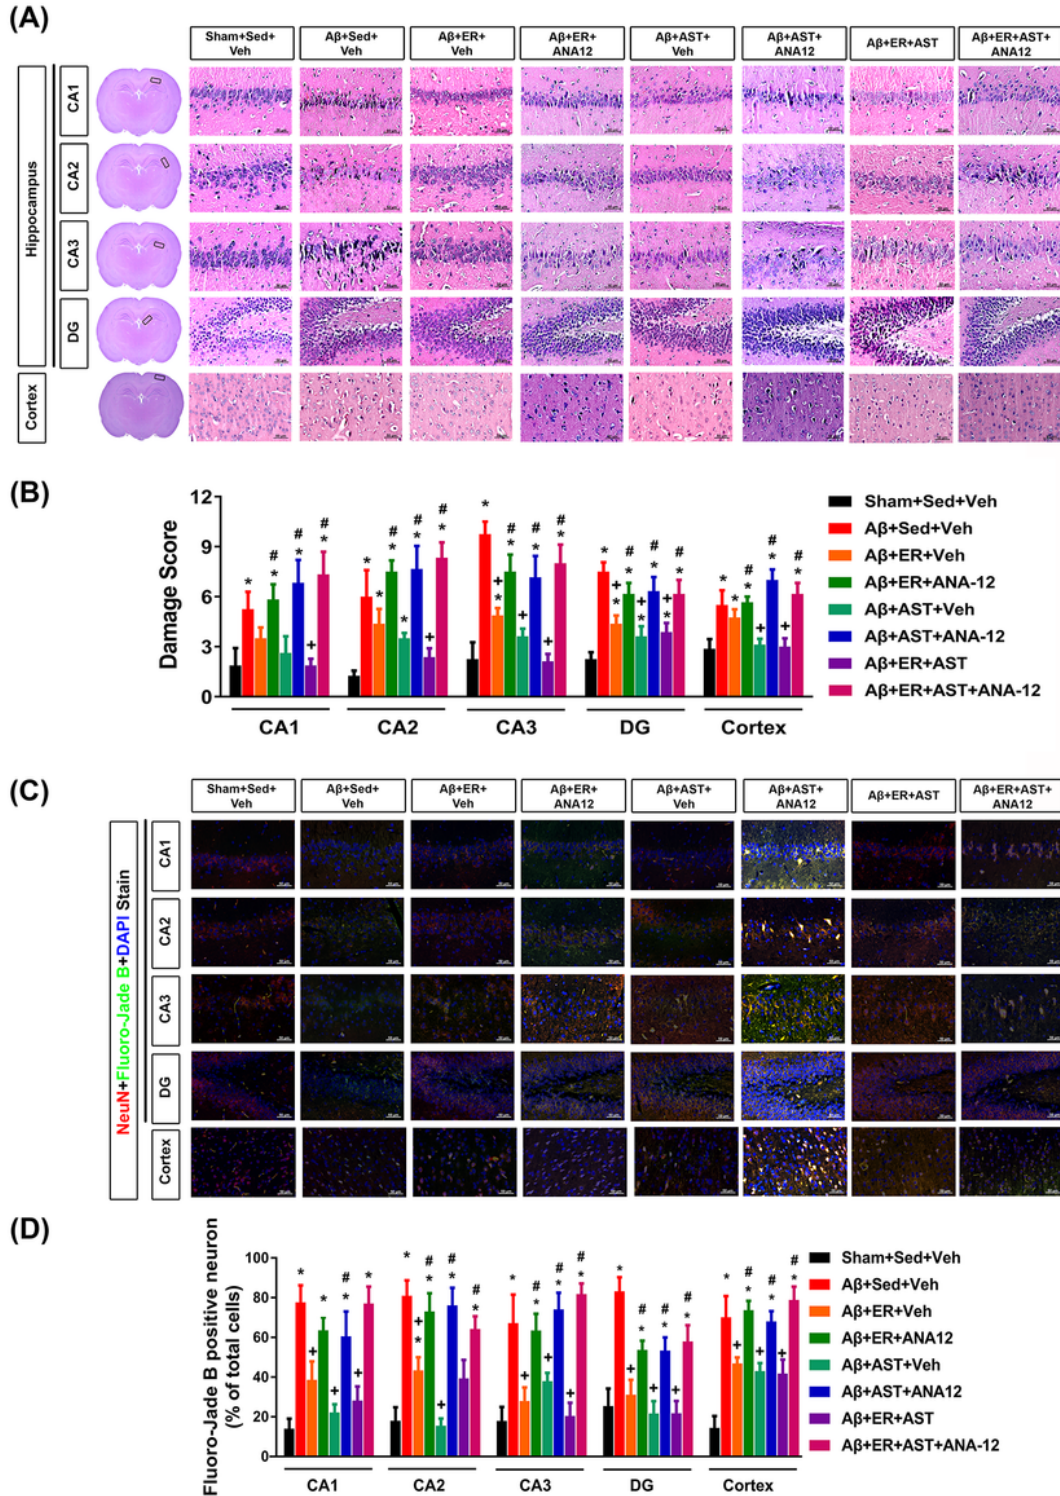 (A)
Sham+Sed+
Veh
Aβ+Sed+
Veh
Aβ+ER+
Veh
Aβ+ER+
ANA12
Aβ+AST+
Veh
Aβ+AST+
ANA12
Aβ+ER+AST
Aβ+ER+AST+
ANA12
Hippocampus
CA1
CA2
CA3
DG
Cortex
(B)
Damage Score
12
9
6
3
0
* * # * # * + # *
* * # * * # * + # *
* + * # * + # * + # *
* + * # * + * # * + * # *
* * # * + # * + # *
CA1
CA2
CA3
DG
Cortex
Sham+Sed+Veh
Aβ+Sed+Veh
Aβ+ER+Veh
Aβ+ER+ANA-12
Aβ+AST+Veh
Aβ+AST+ANA-12
Aβ+ER+AST
Aβ+ER+AST+ANA-12
(C)
Sham+Sed+
Veh
Aβ+Sed+
Veh
Aβ+ER+
Veh
Aβ+ER+
ANA12
Aβ+AST+
Veh
Aβ+AST+
ANA12
Aβ+ER+AST
Aβ+ER+AST+
ANA12
NeuN+Fluoro-Jade B+DAPI Stain
CA1
CA2
CA3
DG
Cortex
(D)
Fluoro-Jade B positive neuron
(% of total cells)
100
80
60
40
20
0
CA1
CA2
CA3
DG
Cortex
Sham+Sed+Veh
Aβ+Sed+Veh
Aβ+ER+Veh
Aβ+ER+ANA12
Aβ+AST+Veh
Aβ+AST+ANA12
Aβ+ER+AST
Aβ+ER+AST+ANA-12